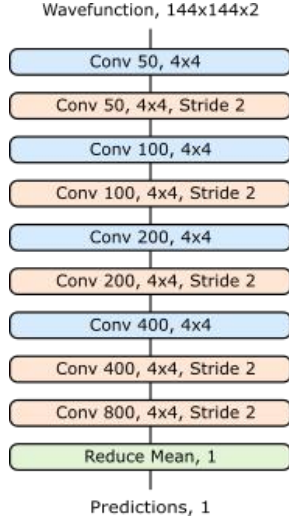 Wavefunction, 144x144x2
Conv 50, 4x4
Conv 50, 4x4, Stride 2
Conv 100, 4x4
Conv 100, 4x4, Stride 2
Conv 200, 4x4
Conv 200, 4x4, Stride 2
Conv 400, 4x4
Conv 400, 4x4, Stride 2
Conv 800, 4x4, Stride 2
Reduce Mean, 1
Predictions, 1